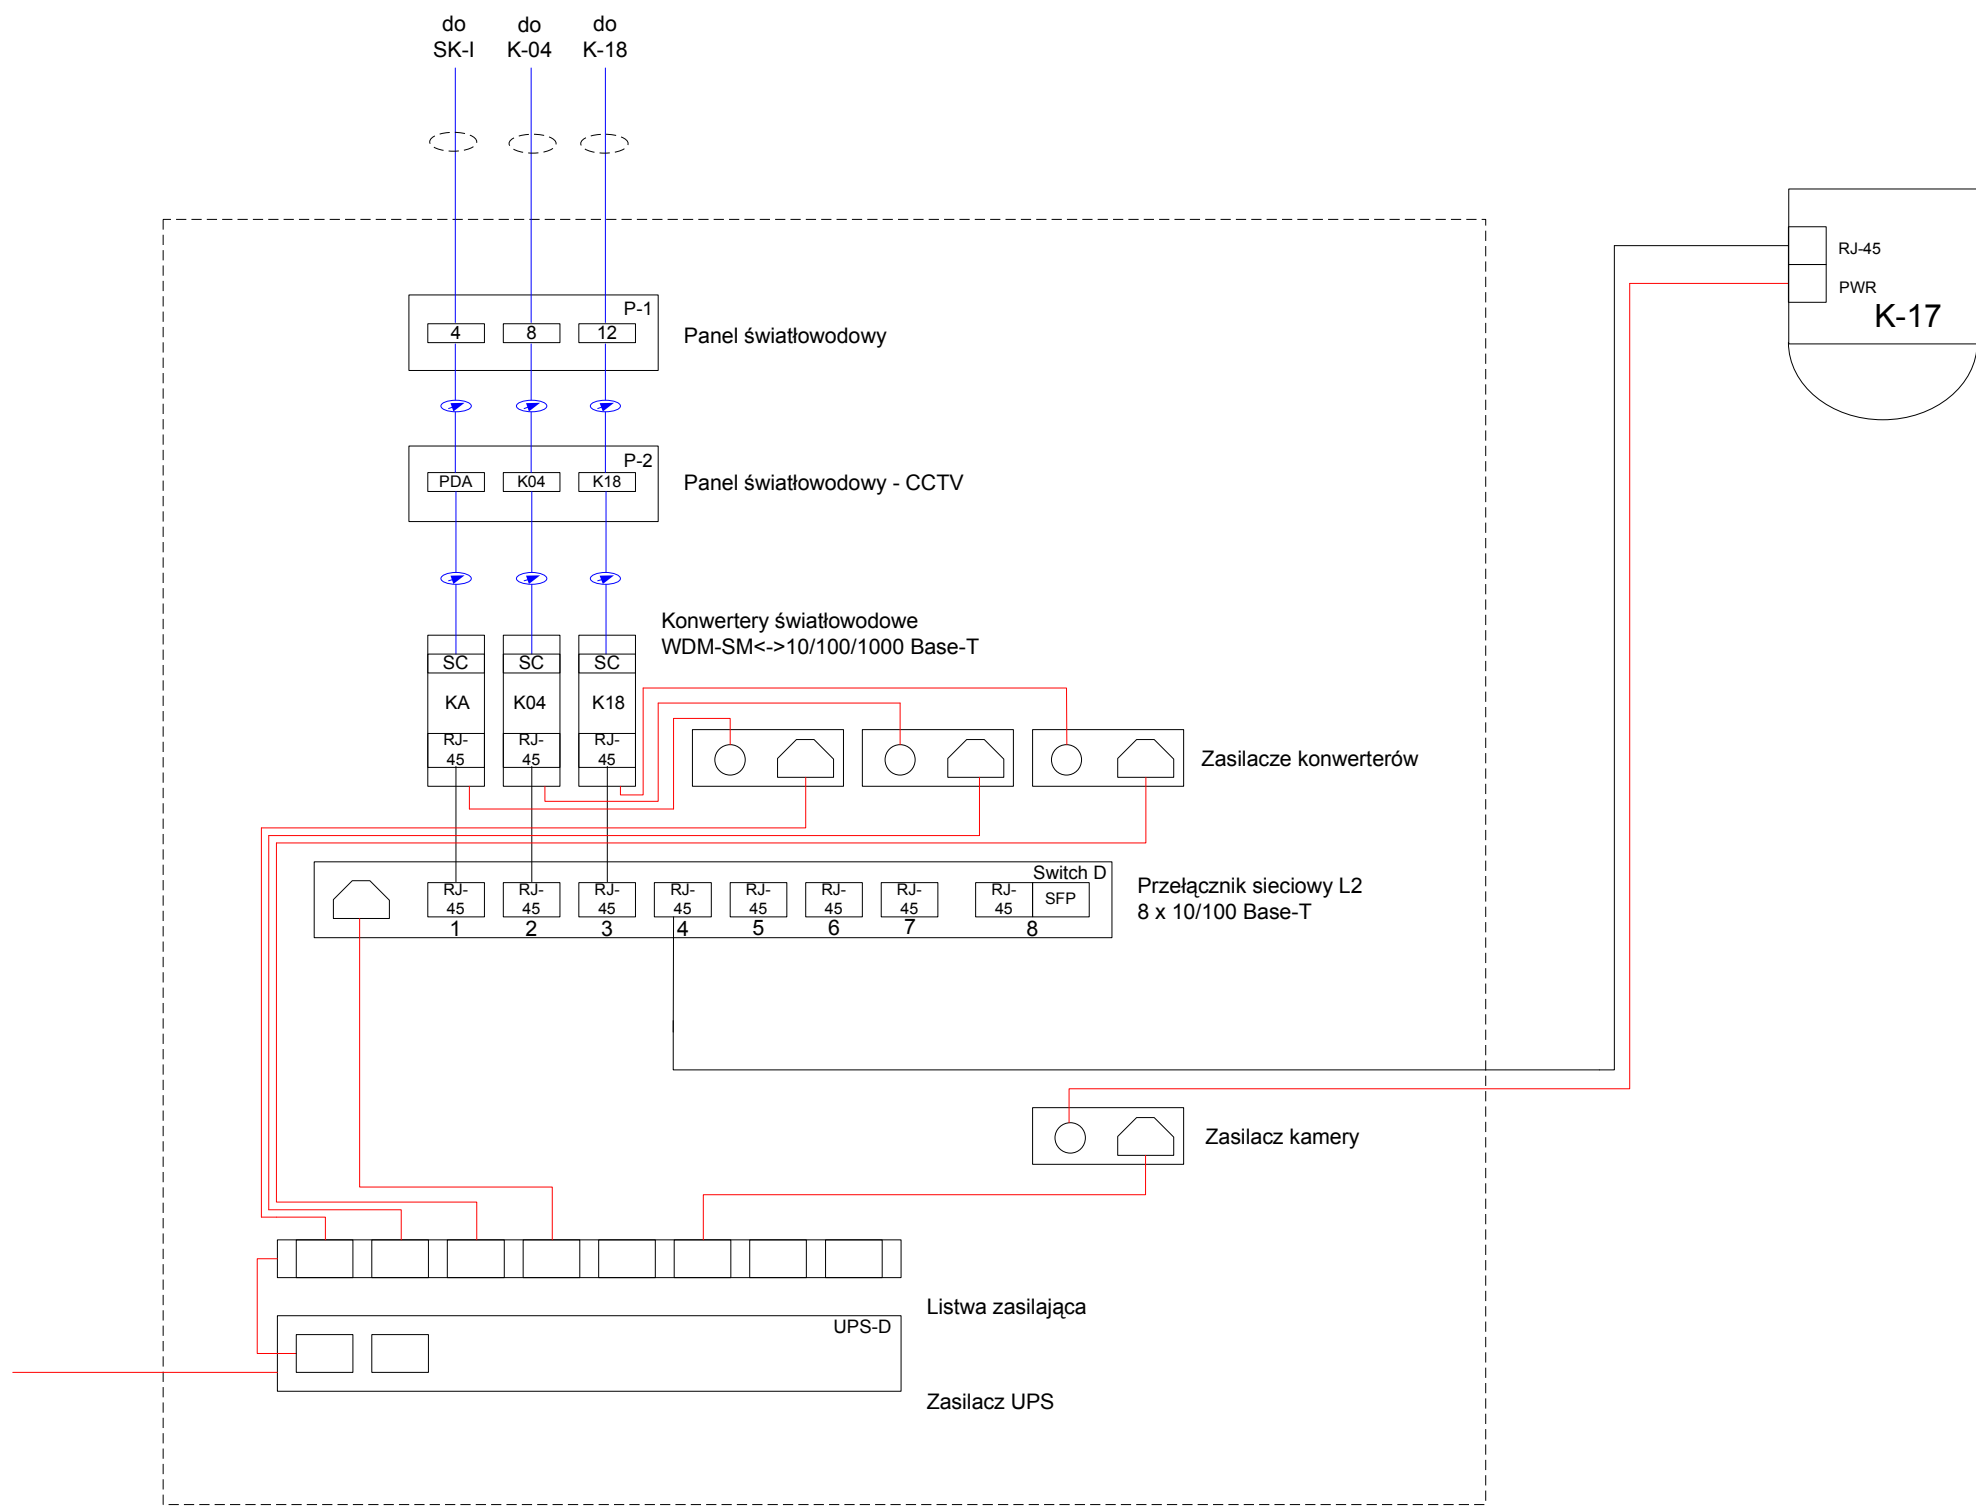 do
SK-I
do
K-04
do
K-18
RJ-45
PWR
K-17
P-1
4
8
12
Panel światłowodowy
P-2
PDA
K04
K18
Panel światłowodowy - CCTV
Konwertery światłowodowe
WDM-SM<->10/100/1000 Base-T
SC
SC
SC
KA
K04
K18
RJ-
45
RJ-
45
RJ-
45
Zasilacze konwerterów
Switch D
RJ-
45
RJ-
45
RJ-
45
RJ-
45
RJ-
45
RJ-
45
RJ-
45
RJ-
45
SFP
1
2
3
4
5
6
7
8
Przełącznik sieciowy L2
8 x 10/100 Base-T
Zasilacz kamery
Listwa zasilająca
UPS-D
Zasilacz UPS